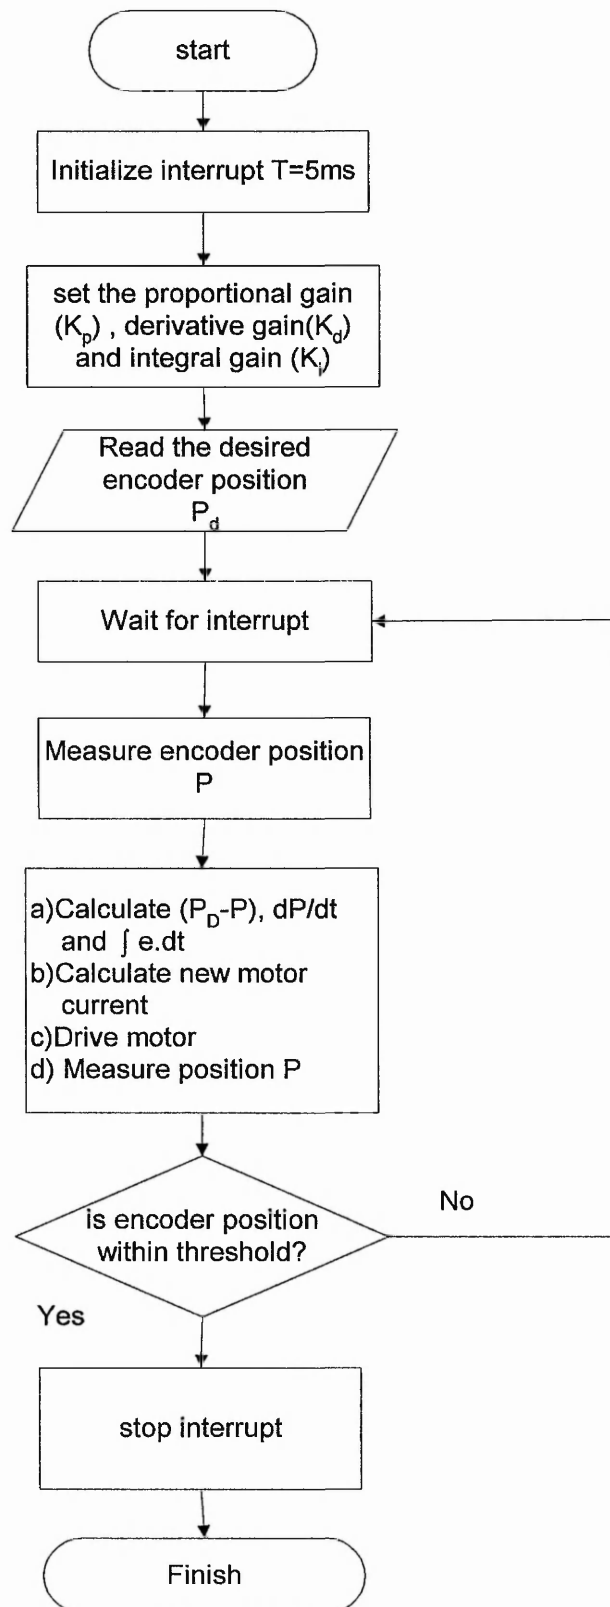 start
Initialize interrupt T=5ms
set the proportional gain
(Kp) , derivative gain(Kd)
and integral gain (Ki)
Read the desired
encoder position
Pd
Wait for interrupt
Measure encoder position
P
a)Calculate (PD-P), dP/dt
and ∫ e.dt
b)Calculate new motor
current
c)Drive motor
d) Measure position P
is encoder position
within threshold?
No
Yes
stop interrupt
Finish